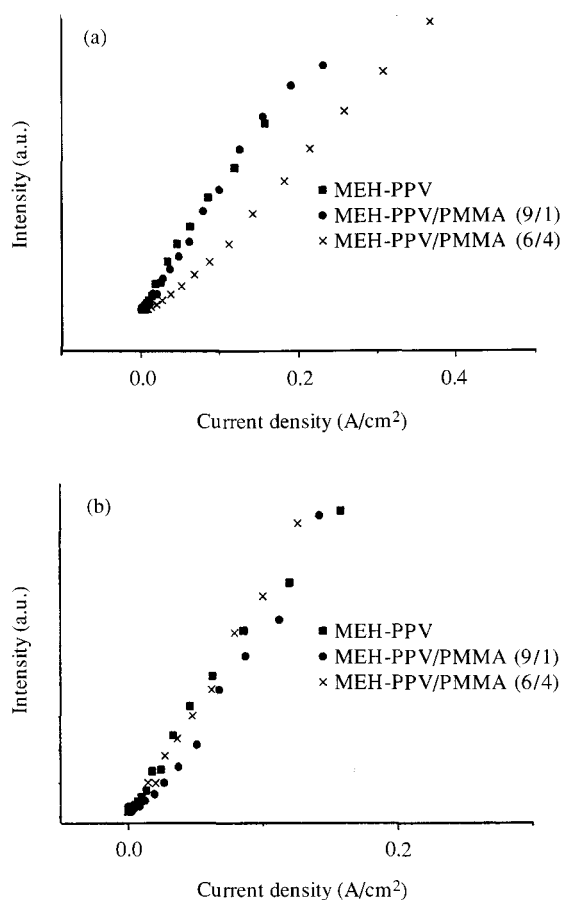 (a)
Intensity (a.u.)
MEH-PPV
MEH-PPV/PMMA (9/1)
MEH-PPV/PMMA (6/4)
0.0 0.2 0.4
Current density (A/cm²)
(b)
Intensity (a.u.)
MEH-PPV
MEH-PPV/PMMA (9/1)
MEH-PPV/PMMA (6/4)
0.0 0.2
Current density (A/cm²)